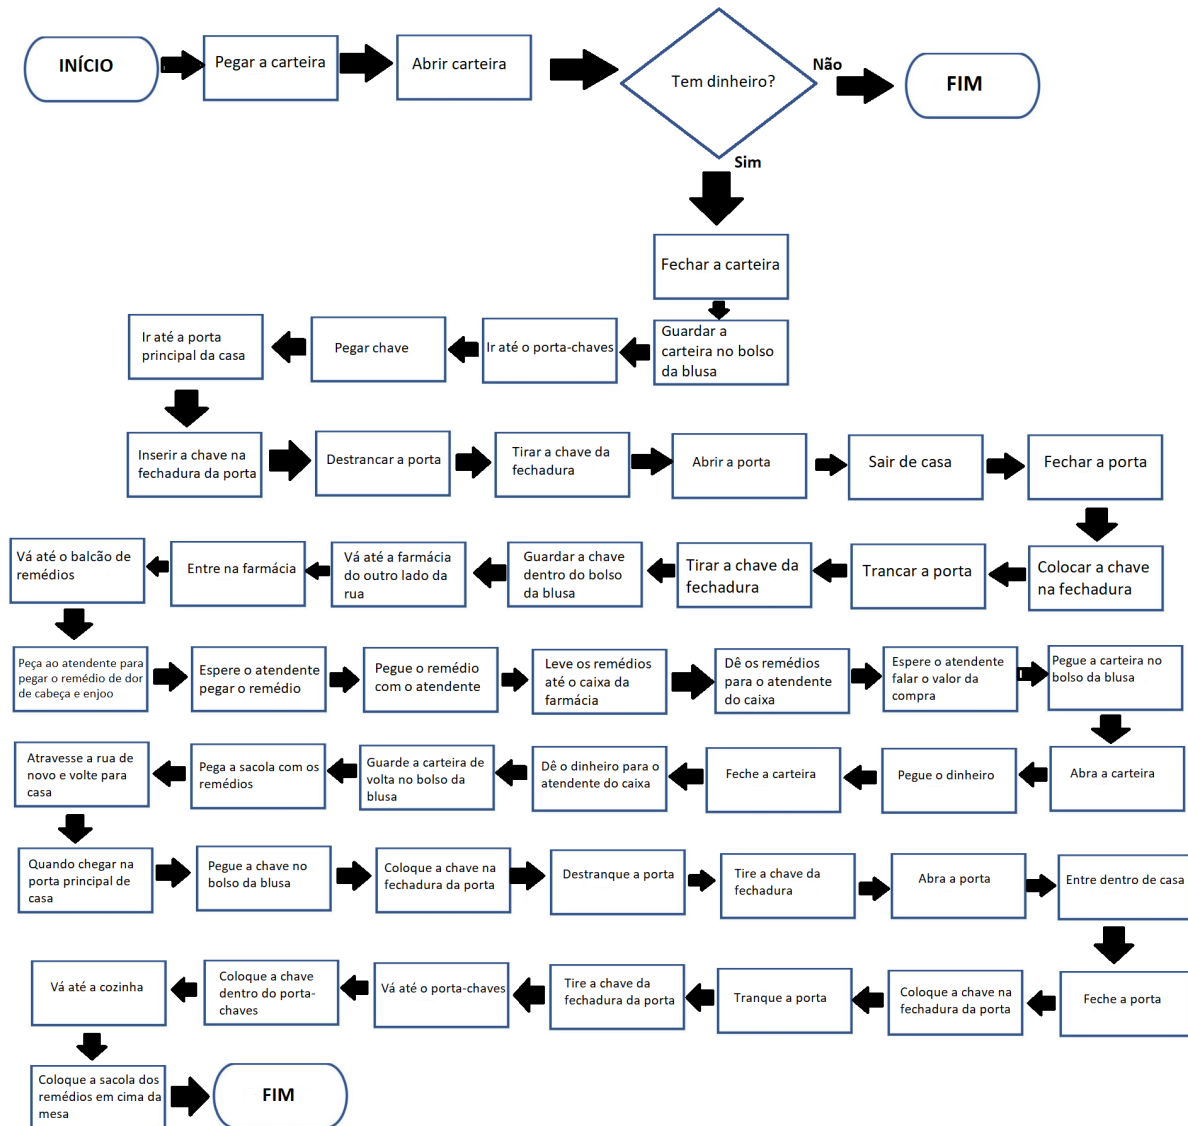 INÍCIO
Pegar a carteira
Abrir carteira
Tem dinheiro?
Não
FIM
Sim
Fechar a carteira
Guardar a
carteira no bolso
da blusa
Ir até o porta-chaves
Pegar chave
Ir até a porta
principal da casa
Inserir a chave na
fechadura da porta
Destrancar a porta
Tirar a chave da
fechadura
Abrir a porta
Sair de casa
Fechar a porta
Colocar a chave
na fechadura
Trancar a porta
Tirar a chave da
fechadura
Guardar a chave
dentro do bolso
da blusa
Vá até a farmácia
do outro lado da
rua
Entre na farmácia
Vá até o balcão de
remédios
Peça ao atendente para
pegar o remédio de dor
de cabeça e enjoo
Espere o atendente
pegar o remédio
Pegue o remédio
com o atendente
Leve os remédios
até o caixa da
farmácia
Dê os remédios
para o atendente
do caixa
Espere o atendente
falar o valor da
compra
Pegue a carteira no
bolso da blusa
Abra a carteira
Pegue o dinheiro
Feche a carteira
Dê o dinheiro para o
atendente do caixa
Guarde a carteira de
volta no bolso da
blusa
Pega a sacola com os
remédios
Atravesse a rua de
novo e volte para
casa
Quando chegar na
porta principal de
casa
Pegue a chave no
bolso da blusa
Coloque a chave na
fechadura da porta
Destranque a porta
Tire a chave da
fechadura
Abra a porta
Entre dentro de casa
Feche a porta
Coloque a chave na
fechadura da porta
Tranque a porta
Tire a chave da
fechadura da porta
Vá até o porta-chaves
Coloque a chave
dentro do porta-
chaves
Vá até a cozinha
Coloque a sacola dos
remédios em cima da
mesa
FIM